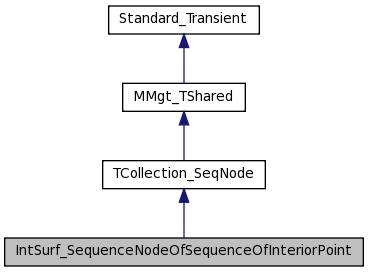 Standard_Transient
MMgt_TShared
TCollection_SeqNode
IntSurf_SequenceNodeOfSequenceOfInteriorPoint